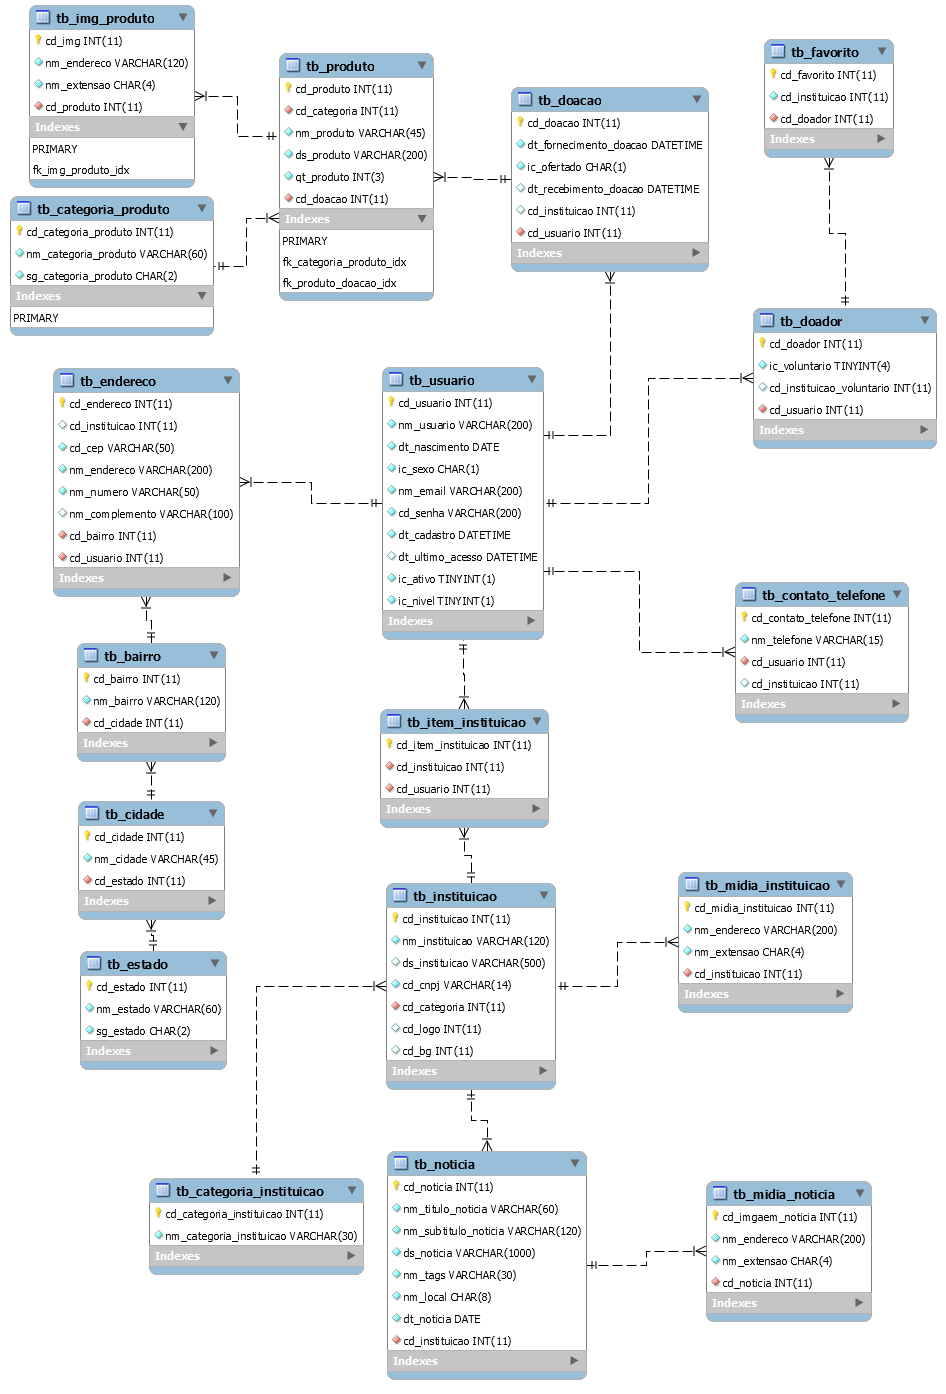 tb_img_produto
cd_img INT(11)
nm_endereco VARCHAR(120)
nm_extensao CHAR(4)
cd_produto INT(11)
Indexes
PRIMARY
fk_img_produto_idx
tb_produto
cd_produto INT(11)
cd_categoria INT(11)
nm_produto VARCHAR(45)
ds_produto VARCHAR(200)
qt_produto INT(3)
cd_doacao INT(11)
Indexes
PRIMARY
fk_categoria_produto_idx
fk_produto_doacao_idx
tb_doacao
cd_doacao INT(11)
dt_fornecimento_doacao DATETIME
ic_ofertado CHAR(1)
dt_recebimento_doacao DATETIME
cd_instituicao INT(11)
cd_usuario INT(11)
Indexes
tb_favorito
cd_favorito INT(11)
cd_instituicao INT(11)
cd_doador INT(11)
Indexes
tb_categoria_produto
cd_categoria_produto INT(11)
nm_categoria_produto VARCHAR(60)
sg_categoria_produto CHAR(2)
Indexes
PRIMARY
tb_doador
cd_doador INT(11)
ic_voluntario TINYINT(4)
cd_instituicao_voluntario INT(11)
cd_usuario INT(11)
Indexes
tb_endereco
cd_endereco INT(11)
cd_instituicao INT(11)
cd_cep VARCHAR(50)
nm_endereco VARCHAR(200)
nm_numero VARCHAR(50)
nm_complemento VARCHAR(100)
cd_bairro INT(11)
cd_usuario INT(11)
Indexes
tb_usuario
cd_usuario INT(11)
nm_usuario VARCHAR(200)
dt_nascimento DATE
ic_sexo CHAR(1)
nm_email VARCHAR(200)
cd_senha VARCHAR(200)
dt_cadastro DATETIME
dt_ultimo_acesso DATETIME
ic_ativo TINYINT(1)
ic_nivel TINYINT(1)
Indexes
tb_contato_telefone
cd_contato_telefone INT(11)
nm_telefone VARCHAR(15)
cd_usuario INT(11)
cd_instituicao INT(11)
Indexes
tb_bairro
cd_bairro INT(11)
nm_bairro VARCHAR(120)
cd_cidade INT(11)
Indexes
tb_item_instituicao
cd_item_instituicao INT(11)
cd_instituicao INT(11)
cd_usuario INT(11)
Indexes
tb_cidade
cd_cidade INT(11)
nm_cidade VARCHAR(45)
cd_estado INT(11)
Indexes
tb_instituicao
cd_instituicao INT(11)
nm_instituicao VARCHAR(120)
ds_instituicao VARCHAR(500)
cd_cnpj VARCHAR(14)
cd_categoria INT(11)
cd_logo INT(11)
cd_bg INT(11)
Indexes
tb_midia_instituicao
cd_midia_instituicao INT(11)
nm_endereco VARCHAR(200)
nm_extensao CHAR(4)
cd_instituicao INT(11)
Indexes
tb_estado
cd_estado INT(11)
nm_estado VARCHAR(60)
sg_estado CHAR(2)
Indexes
tb_categoria_instituicao
cd_categoria_instituicao INT(11)
nm_categoria_instituicao VARCHAR(30)
Indexes
tb_noticia
cd_noticia INT(11)
nm_titulo_noticia VARCHAR(60)
nm_subtitulo_noticia VARCHAR(120)
ds_noticia VARCHAR(1000)
nm_tags VARCHAR(30)
nm_local CHAR(8)
dt_noticia DATE
cd_instituicao INT(11)
Indexes
tb_midia_noticia
cd_imgaem_noticia INT(11)
nm_endereco VARCHAR(200)
nm_extensao CHAR(4)
cd_noticia INT(11)
Indexes